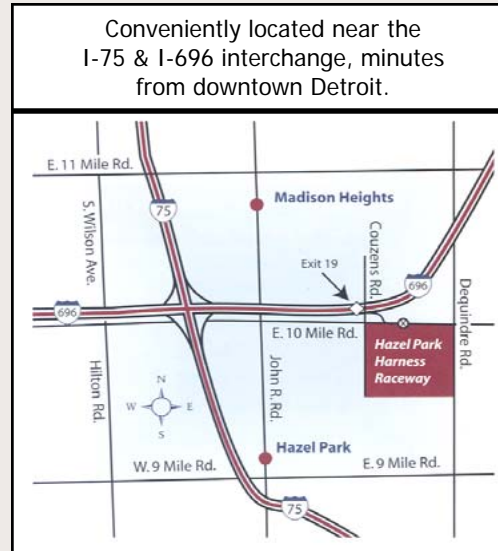 Conveniently located near the
I-75 & I-696 interchange, minutes
from downtown Detroit.
E. 11 Mile Rd.
S. Wilson Ave.
75
Madison Heights
Exit 19
Couzens Rd.
696
696
Dequindre Rd.
E. 10 Mile Rd.
Hazel Park
Harness
Raceway
Hilton Rd.
N
W
E
S
John R. Rd.
Hazel Park
W. 9 Mile Rd.
E. 9 Mile Rd.
75